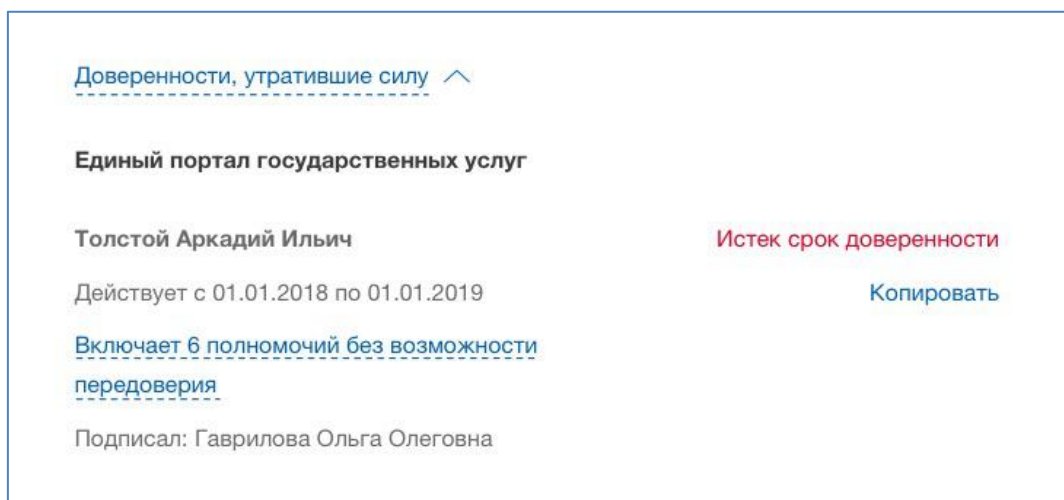 Доверенности, утратившие силу
Единый портал государственных услуг
Толстой Аркадий Ильич
Истек срок доверенности
Действует с 01.01.2018 по 01.01.2019
Копировать
Включает 6 полномочий без возможности
передоверия
Подписал: Гаврилова Ольга Олеговна